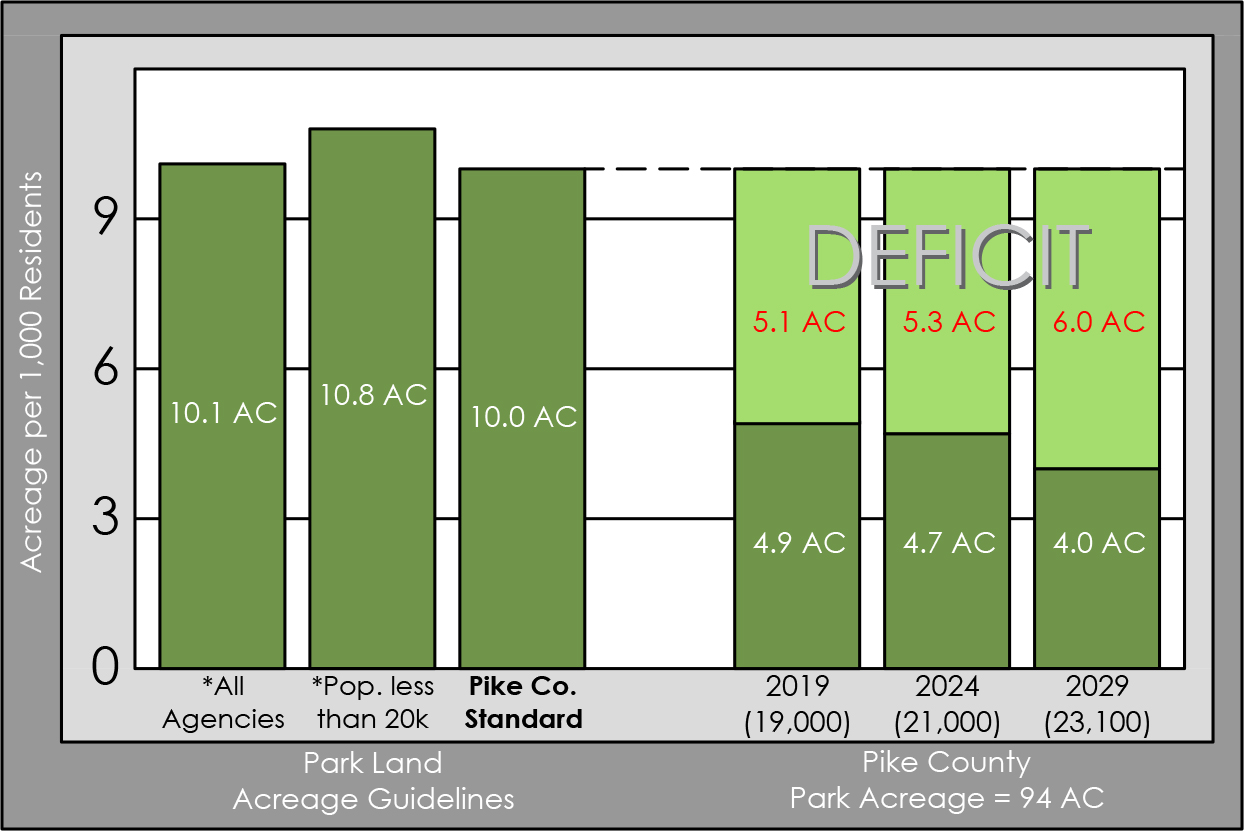 Acreage per 1,000 Residents
9
6
3
0
10.1 AC
10.8 AC
10.0 AC
DEFICIT
5.1 AC
5.3 AC
6.0 AC
4.9 AC
4.7 AC
4.0 AC
*All
Agencies
*Pop. less
than 20k
Pike Co.
Standard
2019
(19,000)
2024
(21,000)
2029
(23,100)
Park Land
Acreage Guidelines
Pike County
Park Acreage = 94 AC